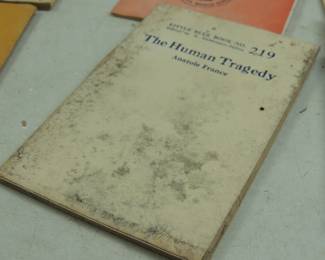 LITTLE BLUE BOOK NO. 219
The Human Tragedy
Anatole France